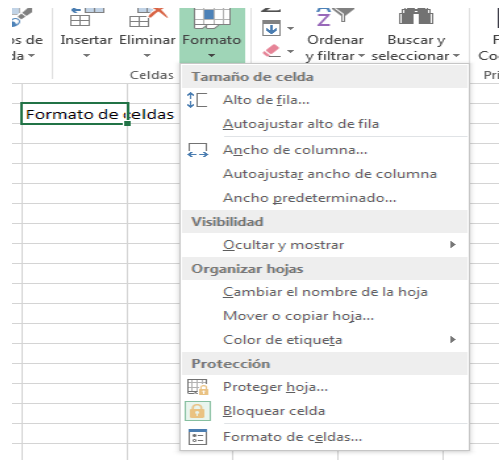 os de Insertar Eliminar Formato Ordenar Buscar y F
da y filtrar seleccionar Co
Celdas Pri
Formato de celdas
Tamaño de celda
Alto de fila...
Autoajustar alto de fila
Ancho de columna...
Autoajustar ancho de columna
Ancho predeterminado...
Visibilidad
Ocultar y mostrar
Organizar hojas
Cambiar el nombre de la hoja
Mover o copiar hoja...
Color de etiqueta
Protección
Proteger hoja...
Bloquear celda
Formato de celdas...